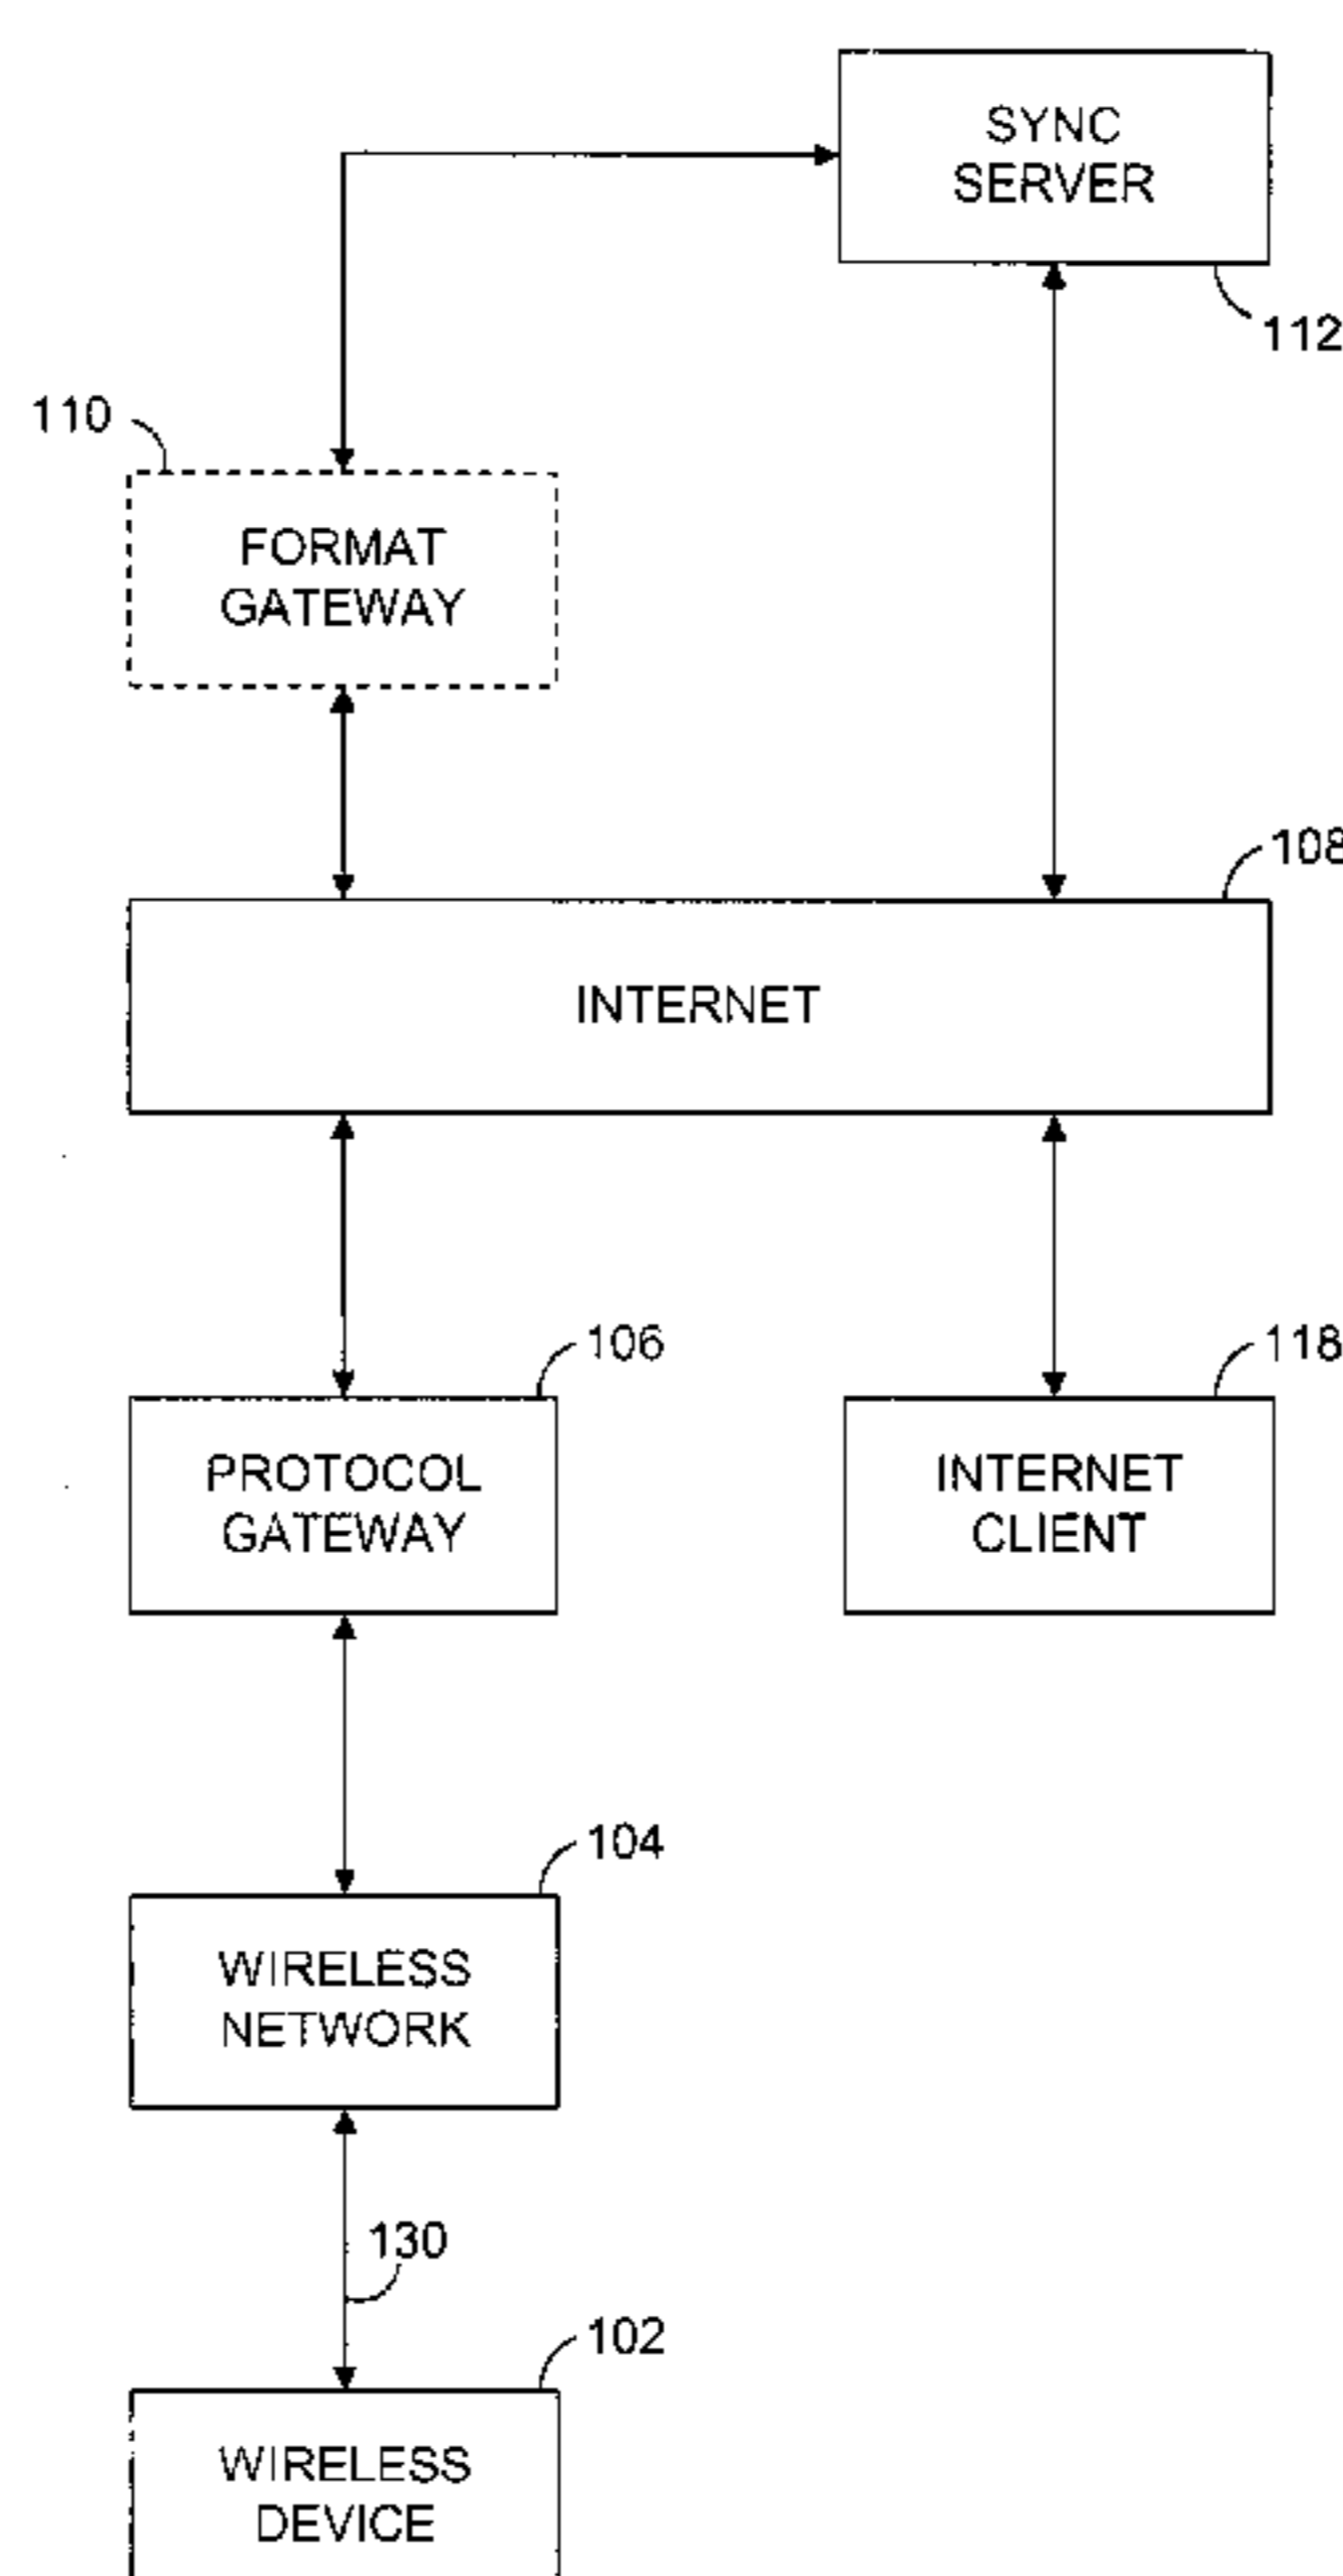 SYNC
SERVER
112
110
FORMAT
GATEWAY
108
INTERNET
106
118
PROTOCOL
GATEWAY
INTERNET
CLIENT
104
WIRELESS
NETWORK
130
102
WIRELESS
DEVICE